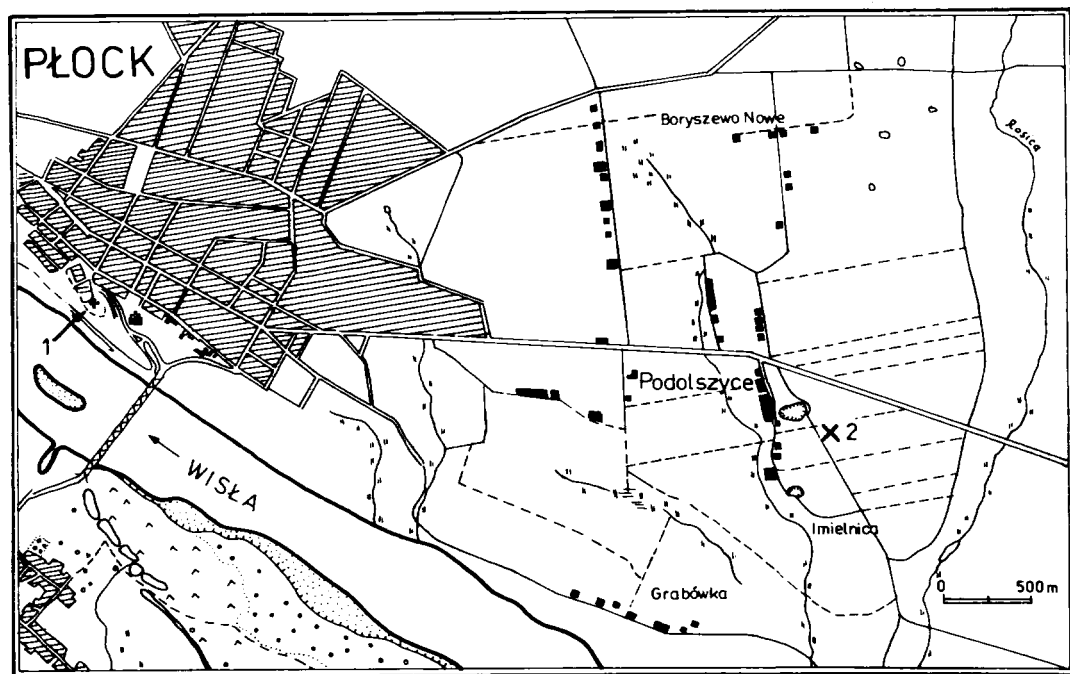 PŁOCK
Boryszewo Nowe
Rosica
1
Podolszyce
2
WISŁA
Imielnica
Grabówka
0 500 m